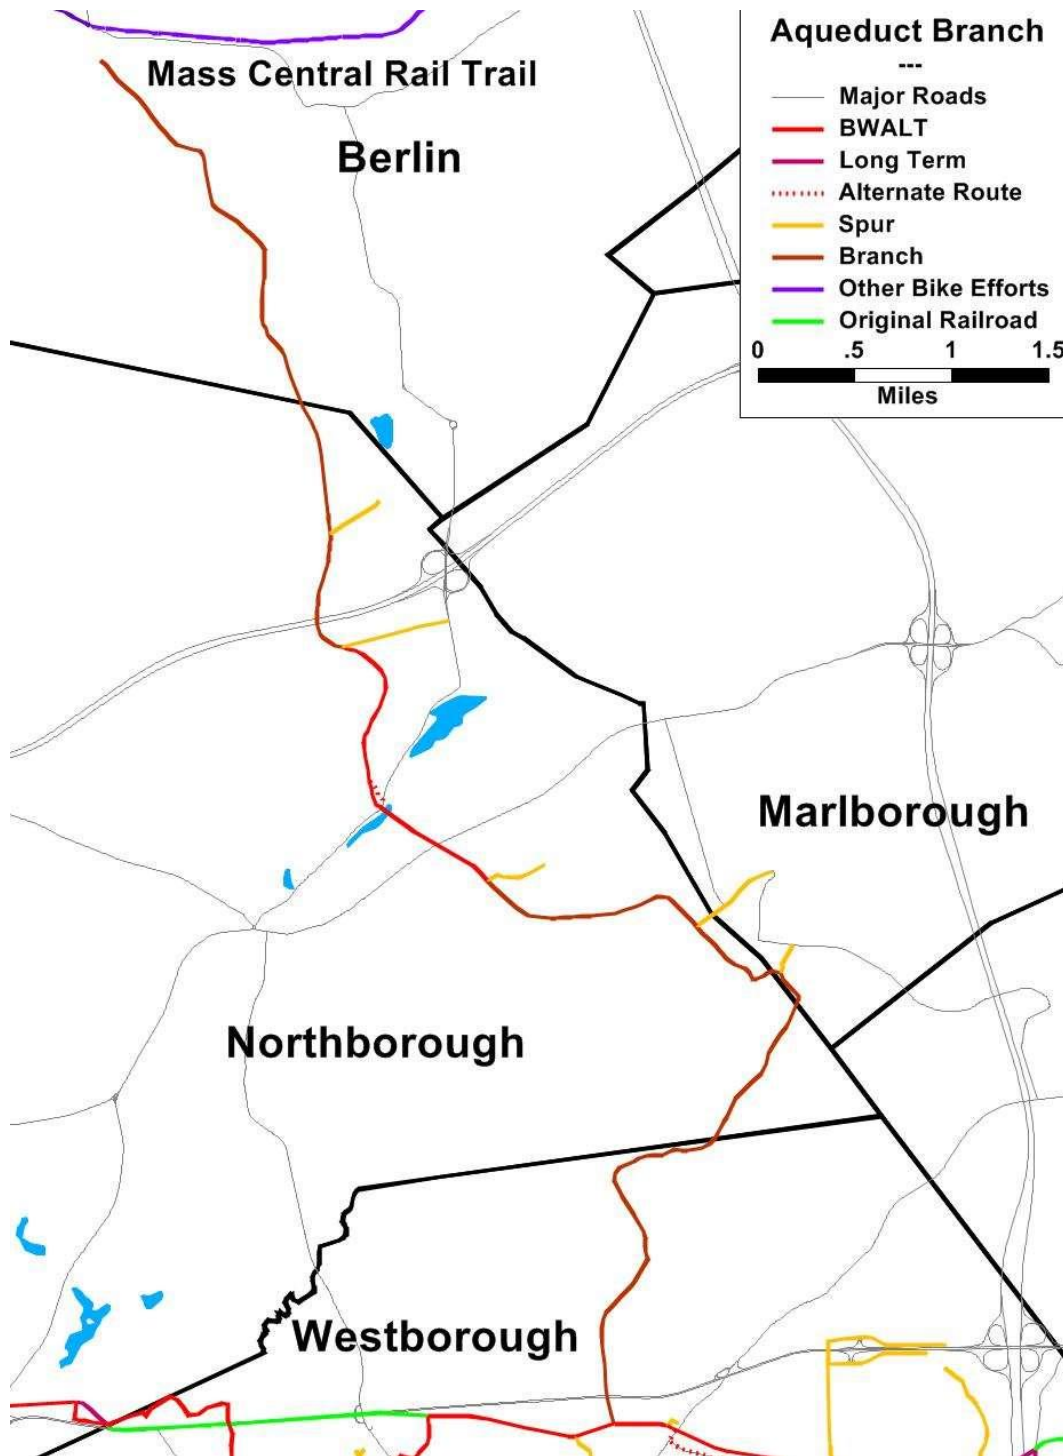 Aqueduct Branch
---
Major Roads
BWALT
Long Term
Alternate Route
Spur
Branch
Other Bike Efforts
Original Railroad
0 .5 1 1.5
Miles
Mass Central Rail Trail
Berlin
Marlborough
Northborough
Westborough